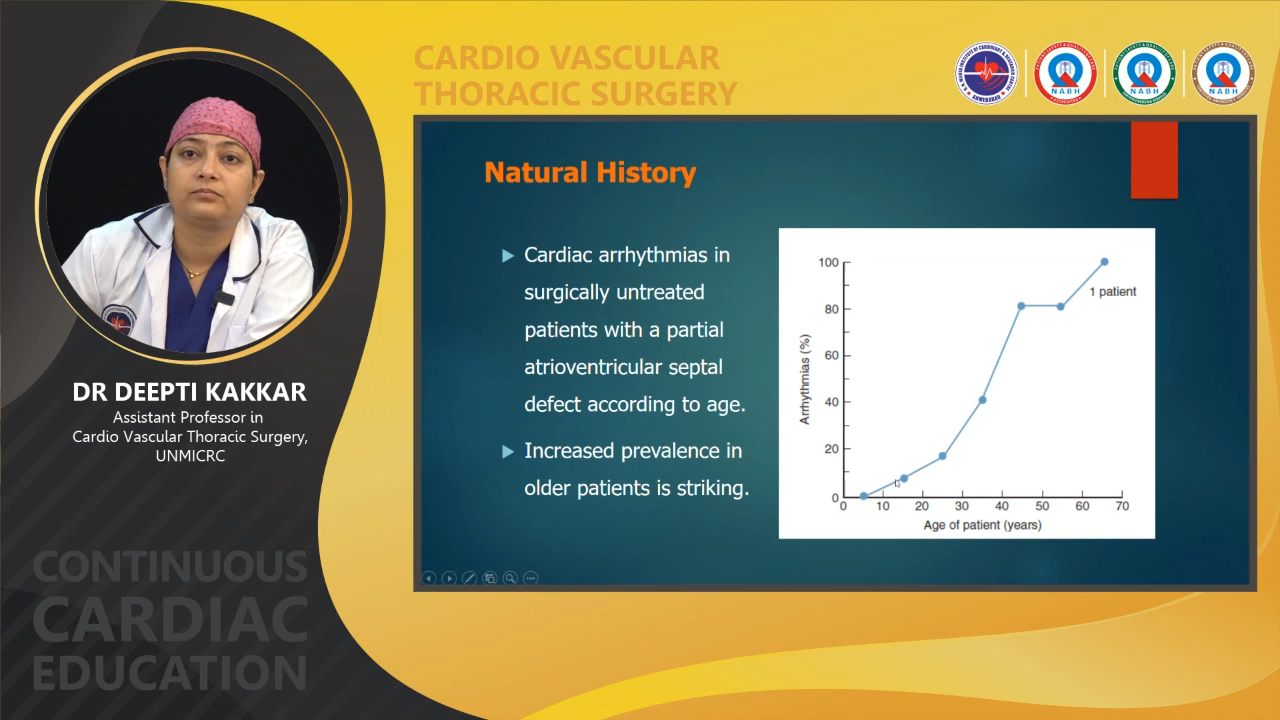 CARDIO VASCULAR
THORACIC SURGERY
NABH
NABH
NABH
Natural History
Cardiac arrhythmias in
surgically untreated
patients with a partial
atrioventricular septal
defect according to age.
Increased prevalence in
older patients is striking.
Arrhythmias (%)
100
80
60
40
20
0
0 10 20 30 40 50 60 70
Age of patient (years)
1 patient
DR DEEPTI KAKKAR
Assistant Professor in
Cardio Vascular Thoracic Surgery,
UNMICRC
CONTINUOUS
CARDIAC
EDUCATION